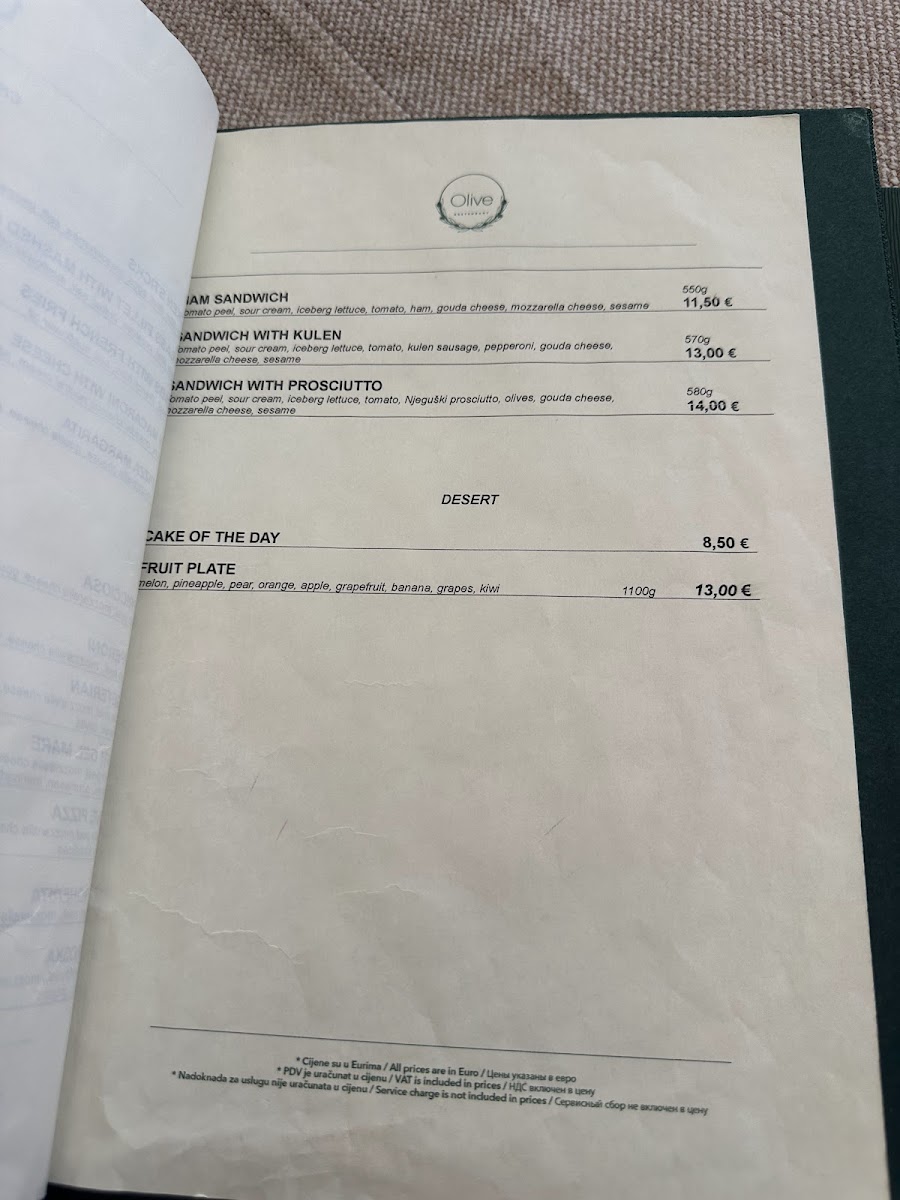 Olive
RESTAURANT
HAM SANDWICH 550g
tomato peel, sour cream, iceberg lettuce, tomato, ham, gouda cheese, mozzarella cheese, sesame 11,50 €
SANDWICH WITH KULEN 570g
tomato peel, sour cream, iceberg lettuce, tomato, kulen sausage, pepperoni, gouda cheese, 13,00 €
mozzarella cheese, sesame
SANDWICH WITH PROSCIUTTO 580g
tomato peel, sour cream, iceberg lettuce, tomato, Njeguški prosciutto, olives, gouda cheese, 14,00 €
mozzarella cheese, sesame
DESERT
CAKE OF THE DAY 8,50 €
FRUIT PLATE
melon, pineapple, pear, orange, apple, grapefruit, banana, grapes, kiwi 1100g 13,00 €
* Cijene su u Eurima / All prices are in Euro / Цены указаны в евро
* PDV je uračunat u cijenu / VAT is included in prices / НДС включен в цену
* Nadoknada za uslugu nije uračunata u cijenu / Service charge is not included in prices / Сервисный сбор не включен в цену